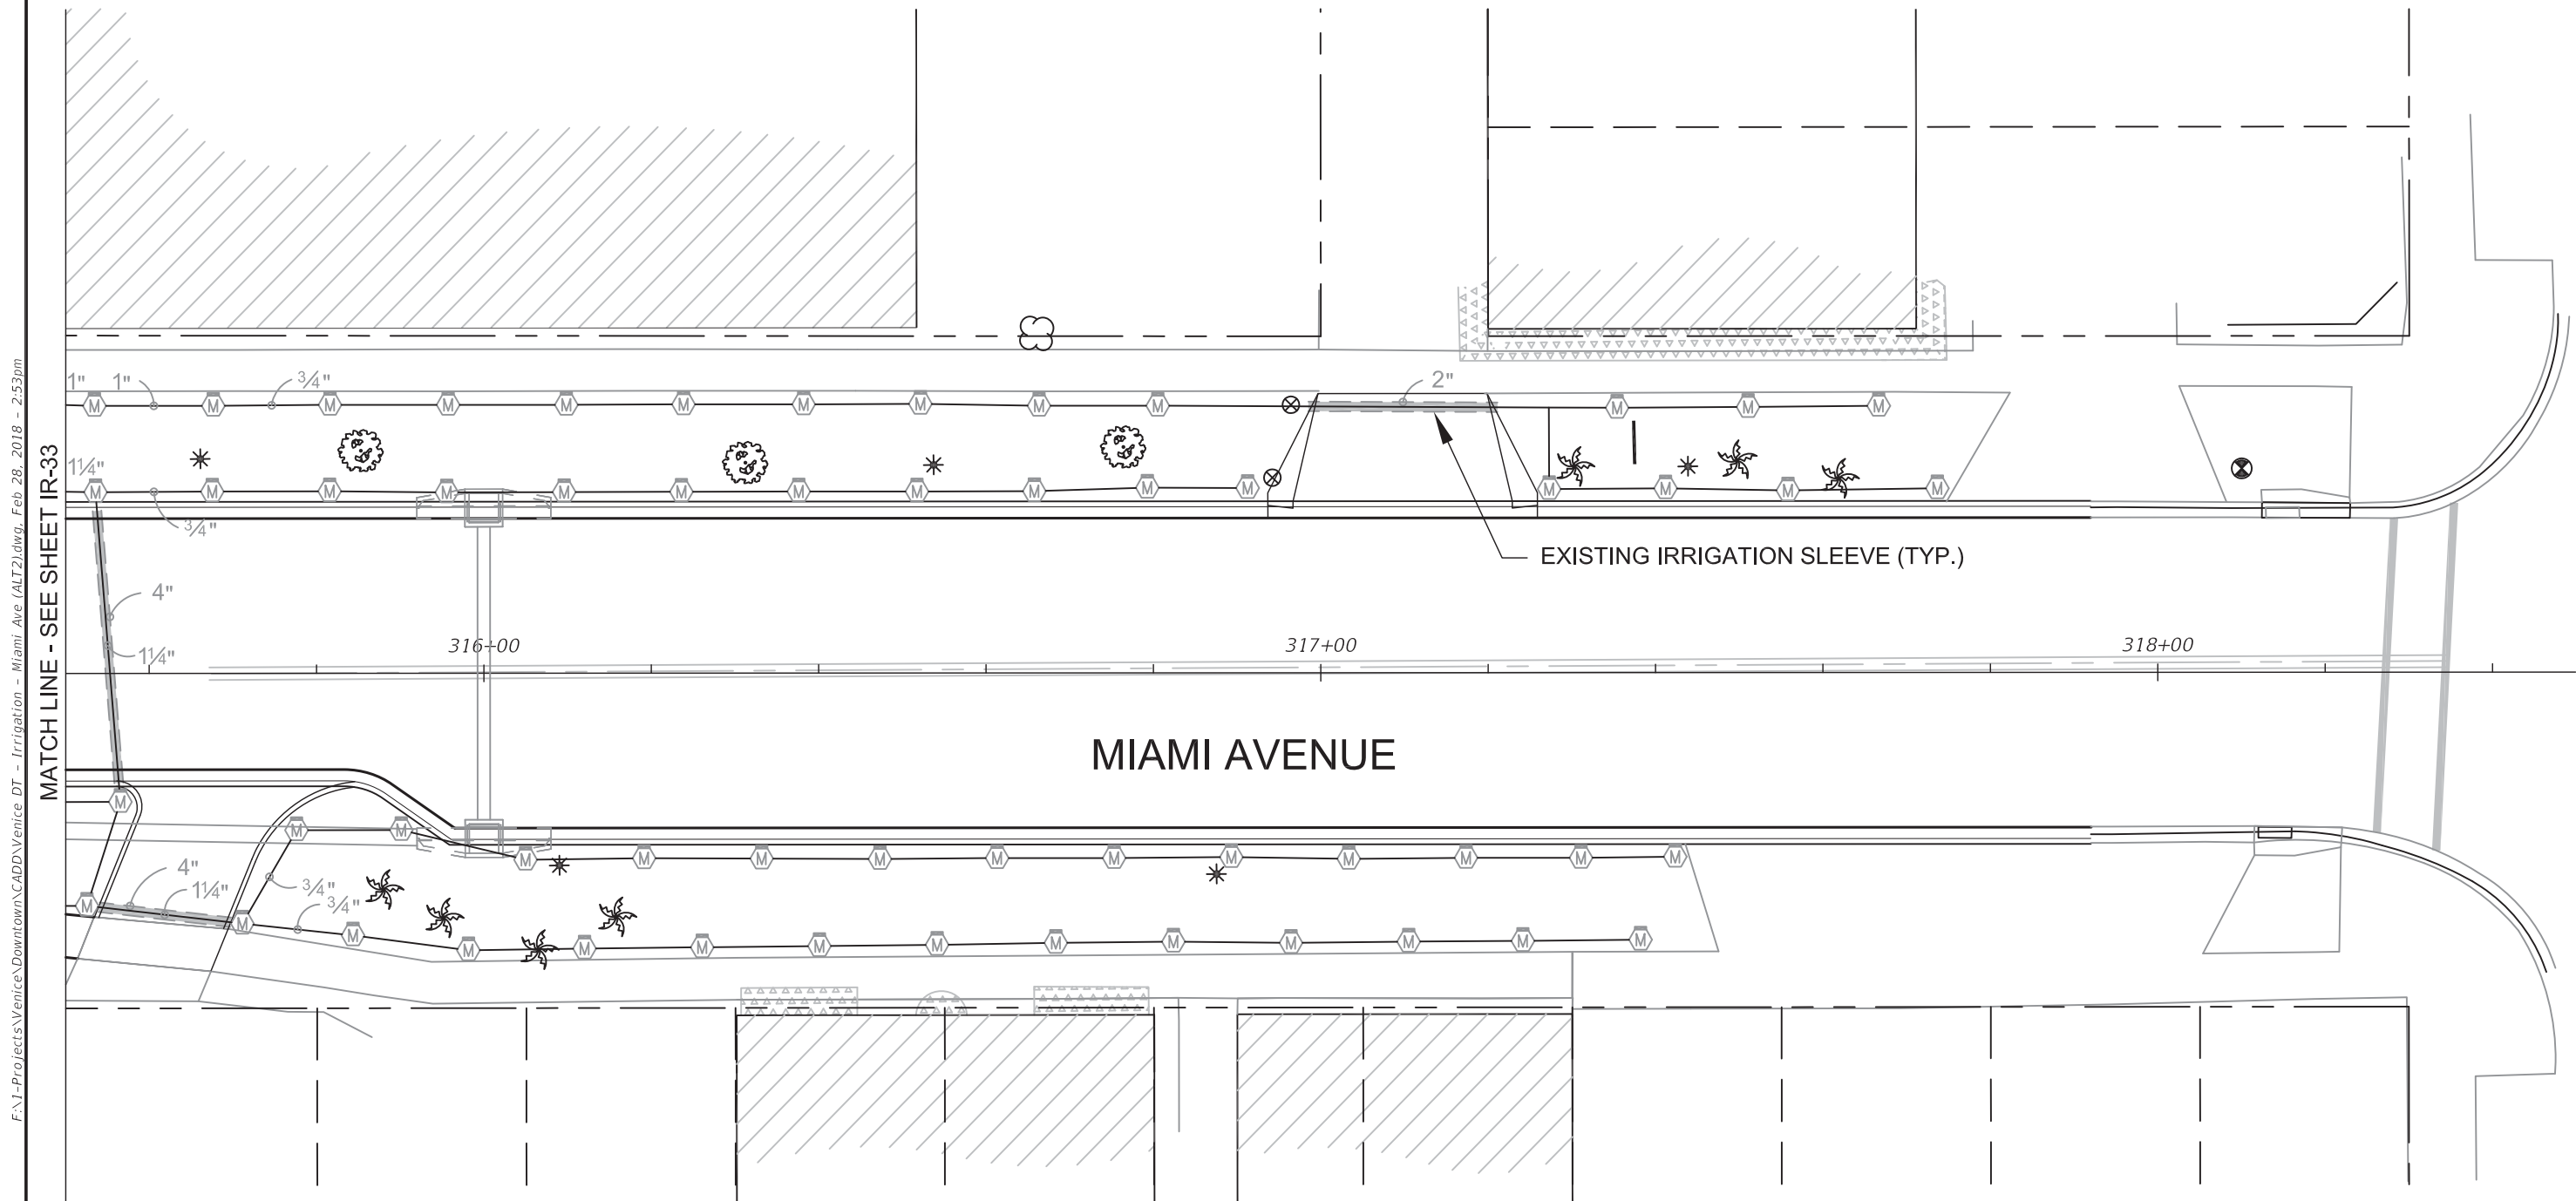 F:\1-Projects\Venice\Downtown\CADD\Venice DT - Irrigation - Miami Ave (ALT2).dwg, Feb 28, 2018 - 2:53pm
MATCH LINE - SEE SHEET IR-33
1" 1" 3/4" 2"
M M M M M M M M M M M M M
1 1/4"
M M M M M M M M M M M M M M M
3/4"
EXISTING IRRIGATION SLEEVE (TYP.)
4"
1 1/4"
316+00 317+00 318+00
MIAMI AVENUE
M M M
M M M M M M M M M M M
4"
1 1/4" 3/4"
3/4"
M M M M M M M M M M M M M M